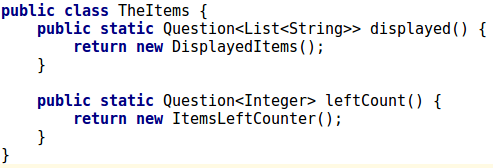 public class TheItems {
    public static Question<List<String>> displayed() {
        return new DisplayedItems();
    }

    public static Question<Integer> leftCount() {
        return new ItemsLeftCounter();
    }
}